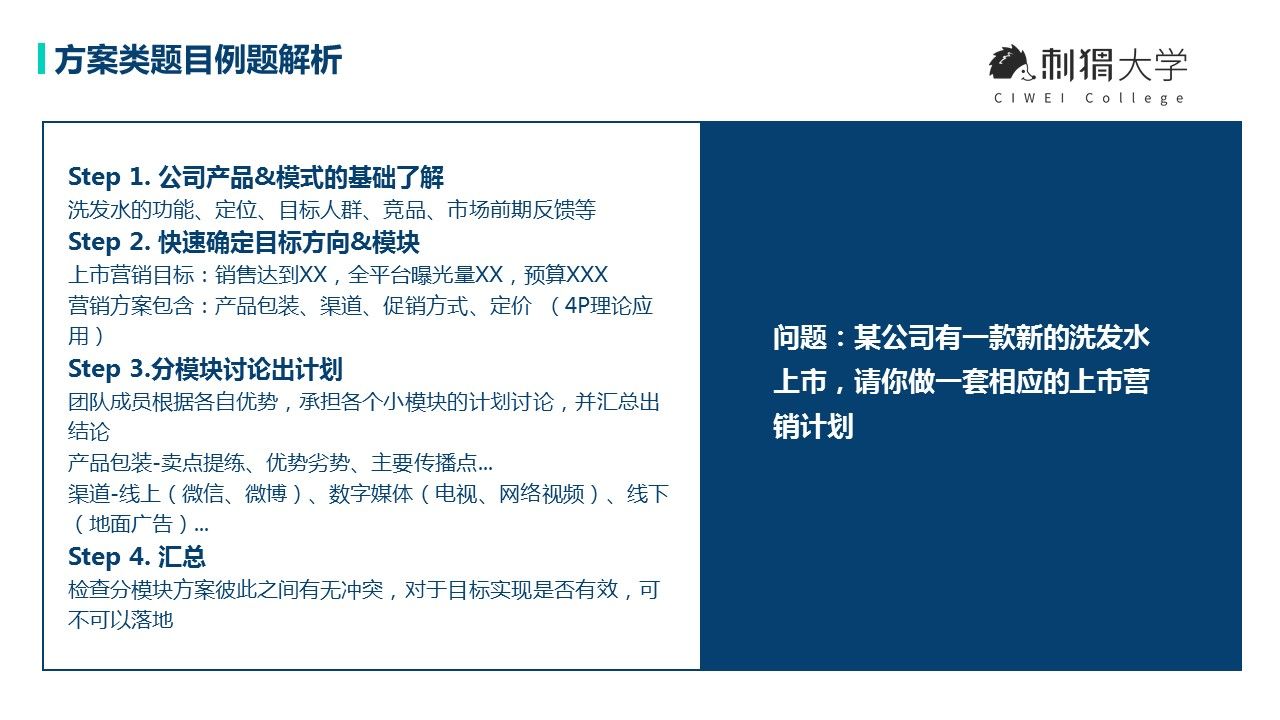 方案类题目例题解析
刺猬大学
CIWEI College
Step 1. 公司产品&模式的基础了解
洗发水的功能、定位、目标人群、竞品、市场前期反馈等
Step 2. 快速确定目标方向&模块
上市营销目标：销售达到XX，全平台曝光量XX，预算XXX
营销方案包含：产品包装、渠道、促销方式、定价 （4P理论应
用）
Step 3.分模块讨论出计划
团队成员根据各自优势，承担各个小模块的计划讨论，并汇总出
结论
产品包装-卖点提练、优势劣势、主要传播点...
渠道-线上（微信、微博）、数字媒体（电视、网络视频）、线下
（地面广告）...
Step 4. 汇总
检查分模块方案彼此之间有无冲突，对于目标实现是否有效，可
不可以落地
问题：某公司有一款新的洗发水
上市，请你做一套相应的上市营
销计划